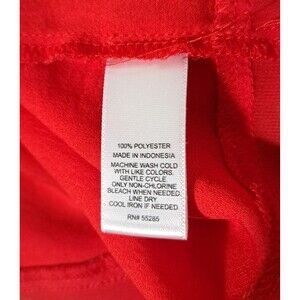 100% POLYESTER
MADE IN INDONESIA
MACHINE WASH COLD
WITH LIKE COLORS.
GENTLE CYCLE
ONLY NON-CHLORINE
BLEACH WHEN NEEDED.
LINE DRY
COOL IRON IF NEEDED
RN# 55285